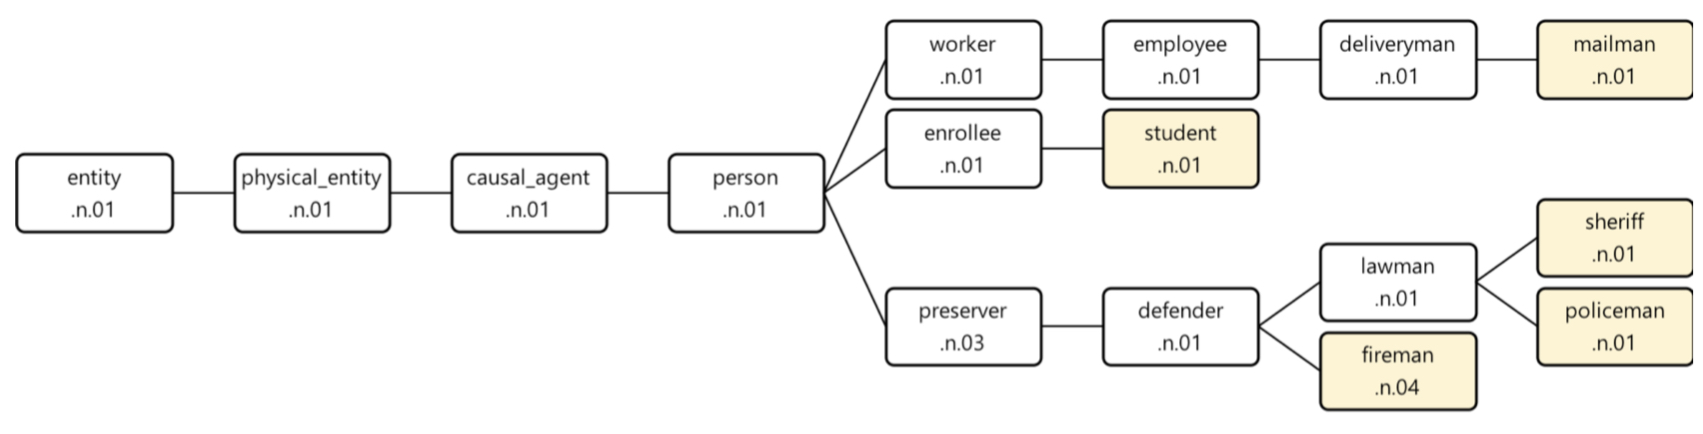 entity
.n.01
physical_entity
.n.01
causal_agent
.n.01
person
.n.01
worker
.n.01
employee
.n.01
deliveryman
.n.01
mailman
.n.01
enrollee
.n.01
student
.n.01
preserver
.n.03
defender
.n.01
lawman
.n.01
sheriff
.n.01
policeman
.n.01
fireman
.n.04